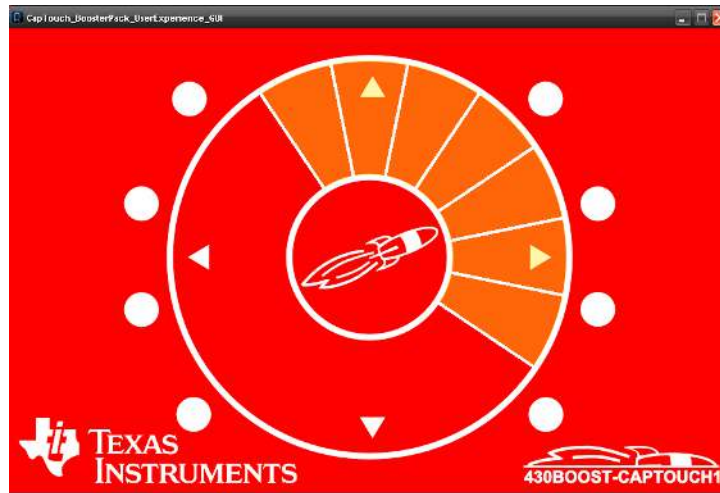 CapTouch_BoosterPack_UserExperience_GUI
TEXAS
INSTRUMENTS
430BOOST-CAPTOUCH1